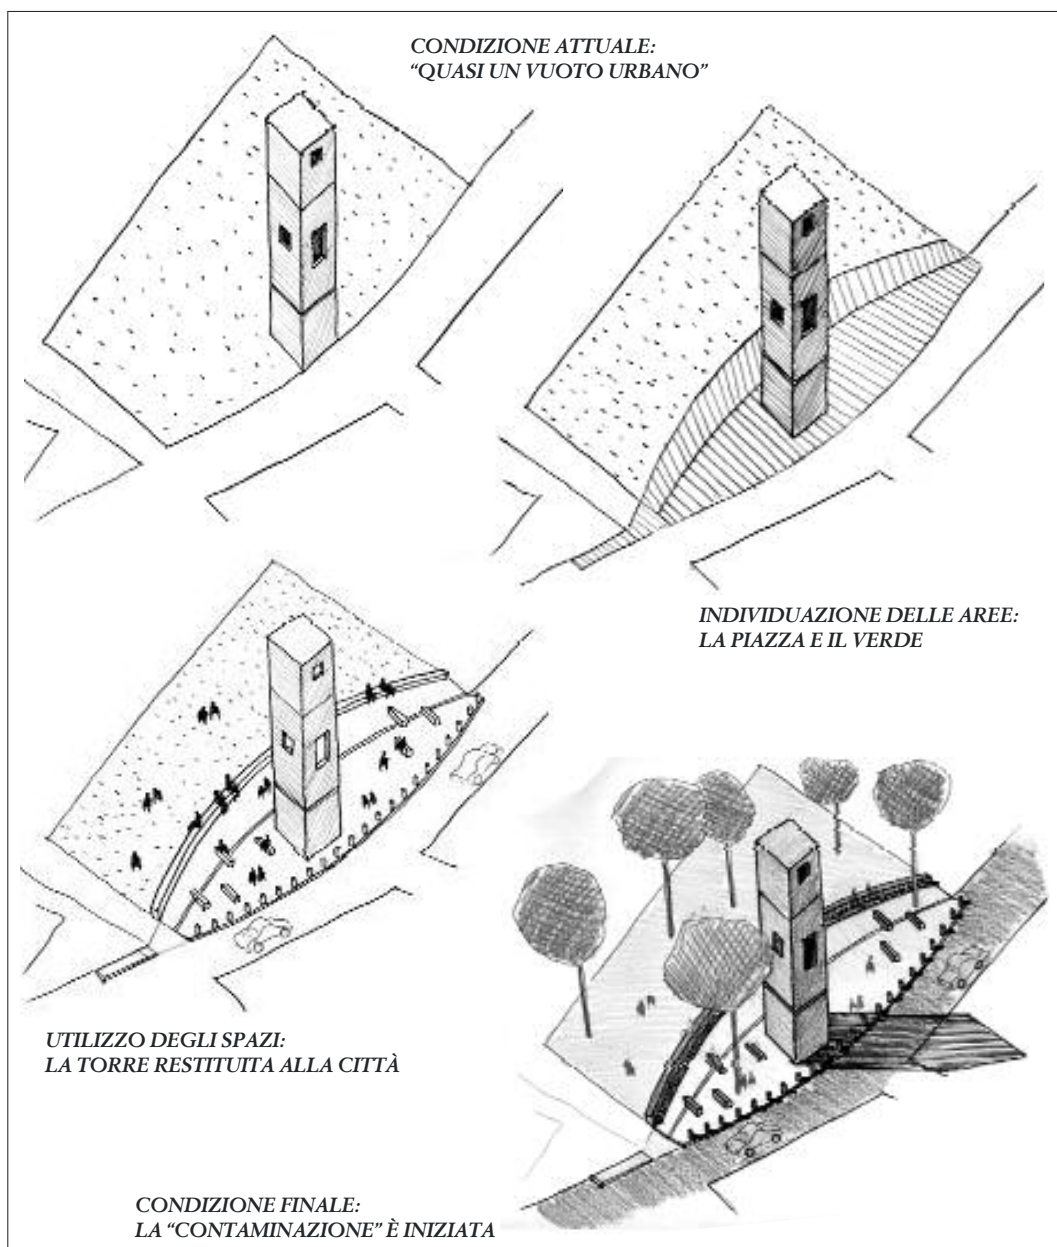 CONDIZIONE ATTUALE:
“QUASI UN VUOTO URBANO”
INDIVIDUAZIONE DELLE AREE:
LA PIAZZA E IL VERDE
UTILIZZO DEGLI SPAZI:
LA TORRE RESTITUITA ALLA CITTÀ
CONDIZIONE FINALE:
LA “CONTAMINAZIONE” È INIZIATA